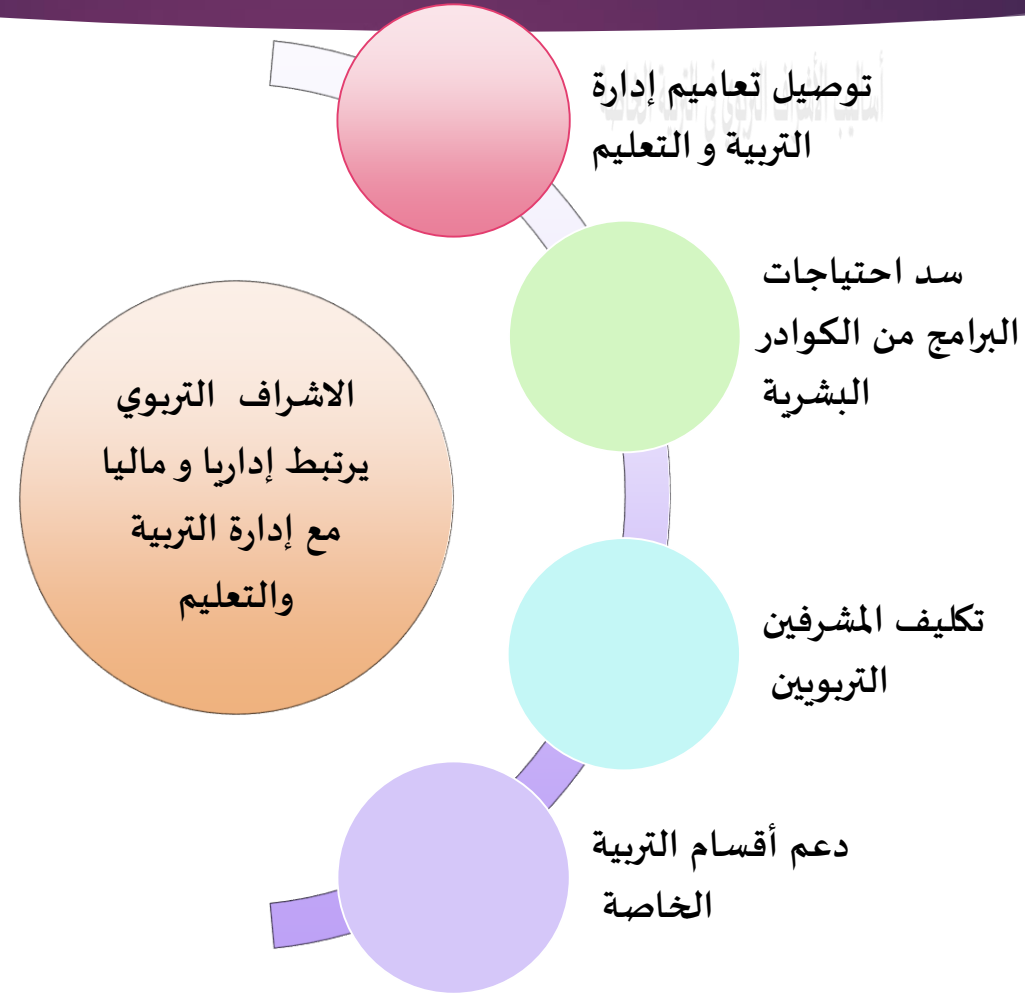 توصيل تعاميم إدارة
التربية و التعليم
سد احتياجات
البرامج من الكوادر
البشرية
الاشراف التربوي
يرتبط إداريا و ماليا
مع إدارة التربية
والتعليم
تكليف المشرفين
التربويين
دعم أقسام التربية
الخاصة